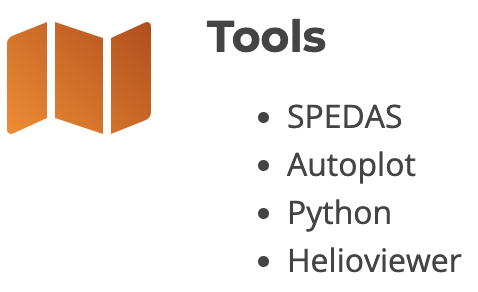 Tools
• SPEDAS
• Autoplot
• Python
• Helioviewer